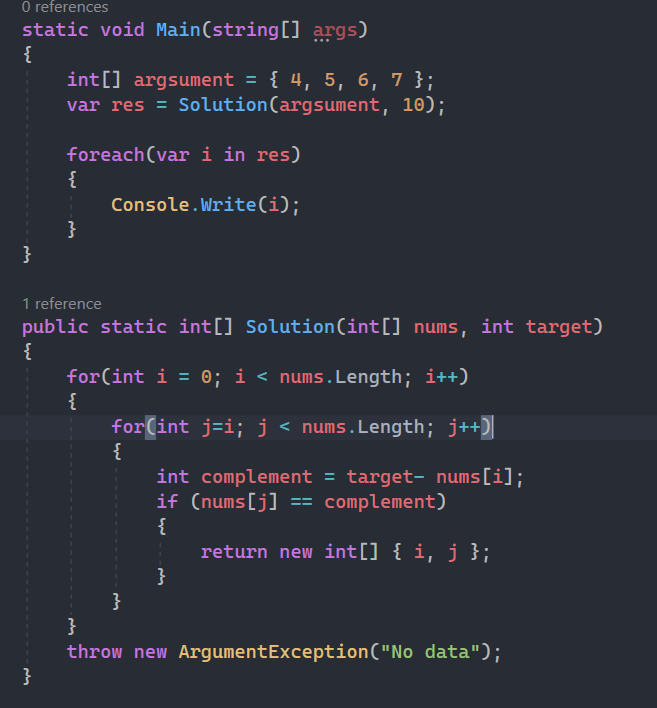 0 references
static void Main(string[] args)
{
int[] argsument = { 4, 5, 6, 7 };
var res = Solution(argsument, 10);
foreach(var i in res)
{
Console.Write(i);
}
}
1 reference
public static int[] Solution(int[] nums, int target)
{
for(int i = 0; i < nums.Length; i++)
{
for(int j=i; j < nums.Length; j++)
{
int complement = target- nums[i];
if (nums[j] == complement)
{
return new int[] { i, j };
}
}
}
throw new ArgumentException("No data");
}